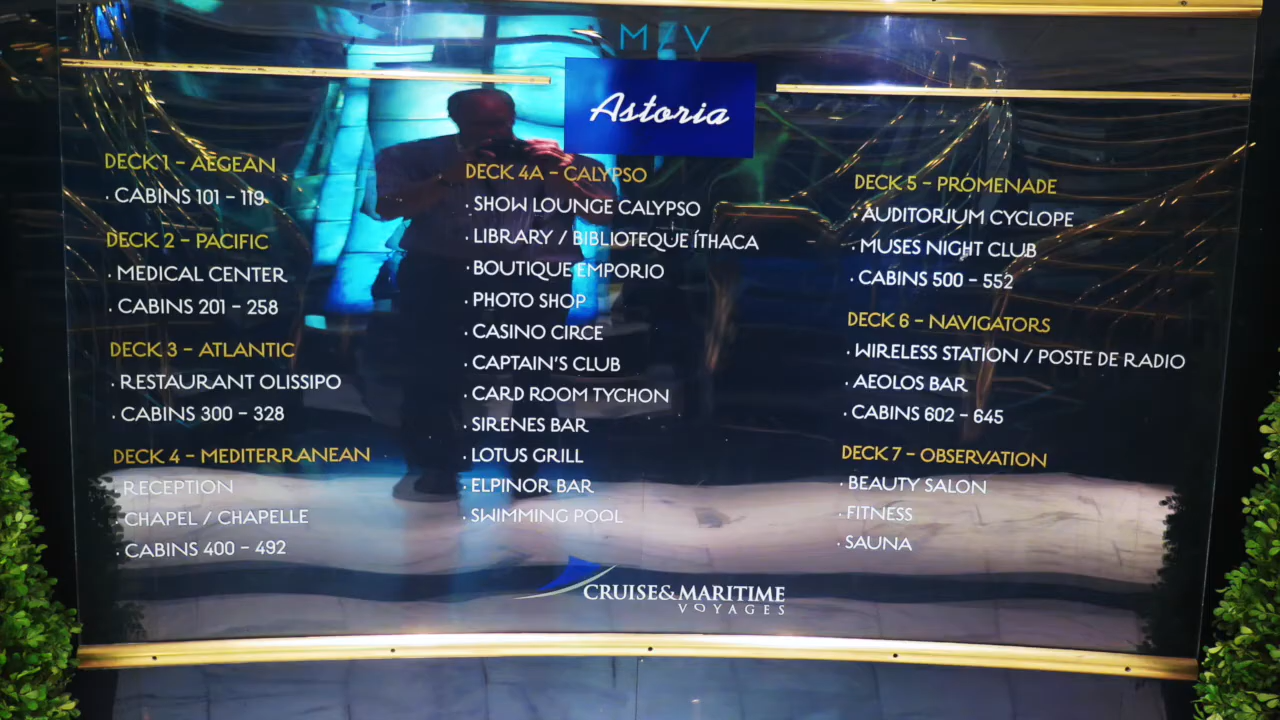 M/V
Astoria
DECK 1 – AEGEAN
· CABINS 101 – 119
DECK 2 – PACIFIC
· MEDICAL CENTER
· CABINS 201 – 258
DECK 3 – ATLANTIC
· RESTAURANT OLISSIPO
· CABINS 300 – 328
DECK 4 – MEDITERRANEAN
· RECEPTION
· CHAPEL / CHAPELLE
· CABINS 400 – 492
DECK 4A – CALYPSO
· SHOW LOUNGE CALYPSO
· LIBRARY / BIBLIOTEQUE ÍTHACA
· BOUTIQUE EMPORIO
· PHOTO SHOP
· CASINO CIRCE
· CAPTAIN'S CLUB
· CARD ROOM TYCHON
· SIRENES BAR
· LOTUS GRILL
· ELPINOR BAR
· SWIMMING POOL
DECK 5 – PROMENADE
· AUDITORIUM CYCLOPE
· MUSES NIGHT CLUB
· CABINS 500 – 552
DECK 6 – NAVIGATORS
· WIRELESS STATION / POSTE DE RADIO
· AEOLOS BAR
· CABINS 602 – 645
DECK 7 – OBSERVATION
· BEAUTY SALON
· FITNESS
· SAUNA
CRUISE&MARITIME
VOYAGES